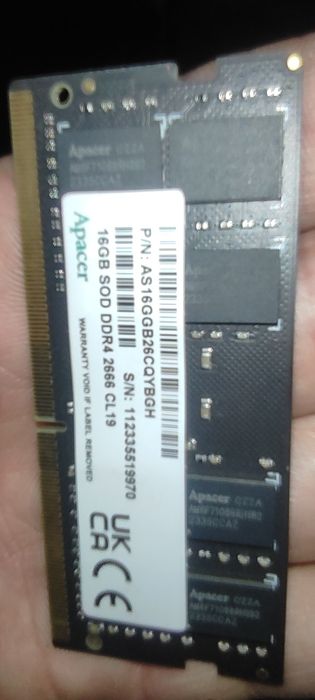 Apacer
P/N: AS16GGB26CQYBGH
S/N: 112335519970
16GB SOD DDR4 2666 CL19
WARRANTY VOID IF LABEL REMOVED
UK
CA CE
Apacer
Apacer
Apacer